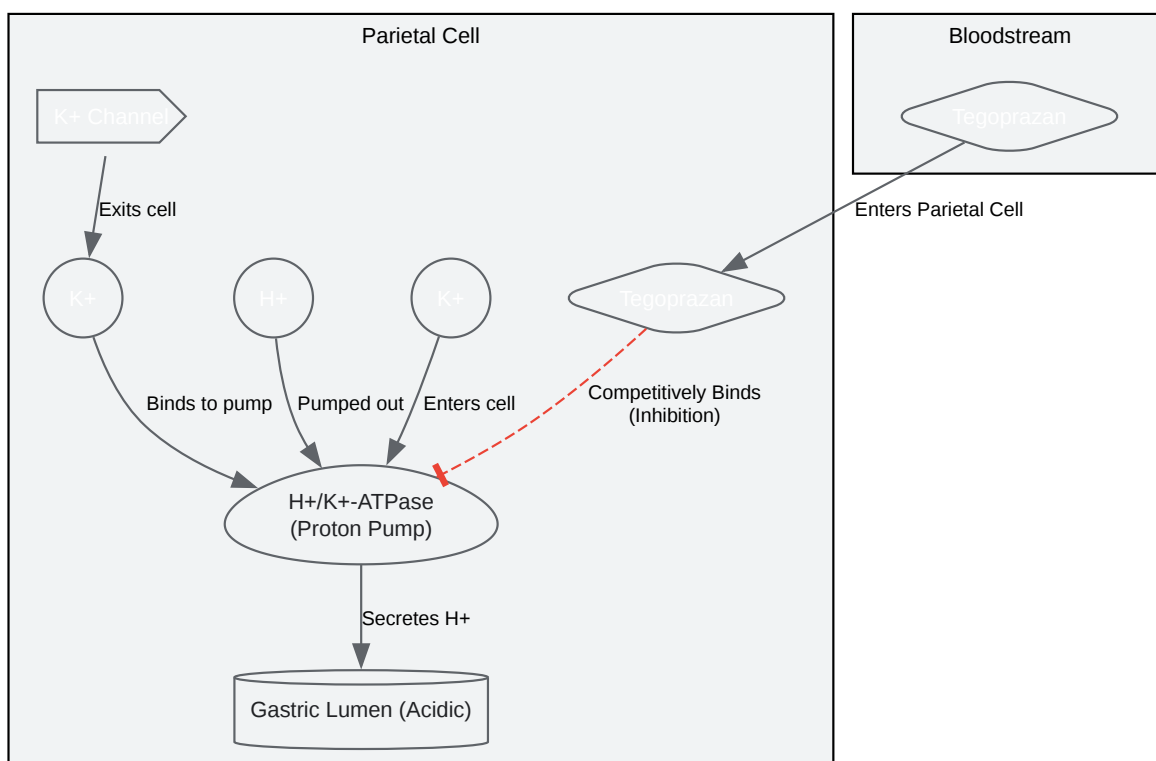 Parietal Cell
Bloodstream
K+ Channel
Tegoprazan
Exits cell
Enters Parietal Cell
K+
H+
K+
Tegoprazan
Binds to pump
Pumped out
Enters cell
Competitively Binds
(Inhibition)
H+/K+-ATPase
(Proton Pump)
Secretes H+
Gastric Lumen (Acidic)